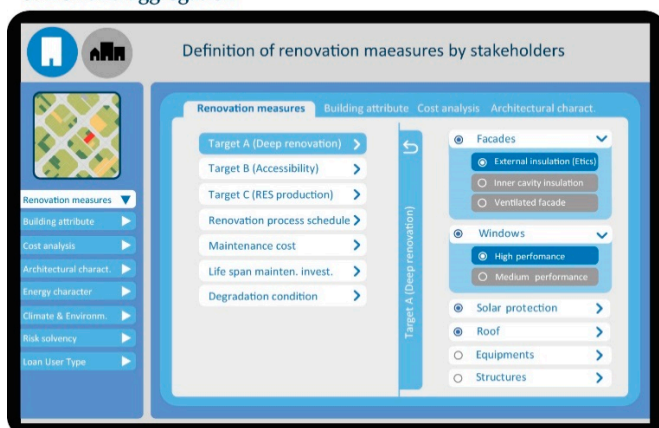 Definition of renovation maeasures by stakeholders
Renovation measures
Building attribute
Cost analysis
Architectural charact.
Energy character
Climate & Environm.
Risk solvency
Loan User Type
Renovation measures Building attribute Cost analysis Architectural charact.
Target A (Deep renovation)
Target B (Accessibility)
Target C (RES production)
Renovation process schedule
Maintenance cost
Life span mainten. invest.
Degradation condition
Target A (Deep renovation)
Facades
External insulation (Etics)
Inner cavity insulation
Ventilated facade
Windows
High perfomance
Medium performance
Solar protection
Roof
Equipments
Structures